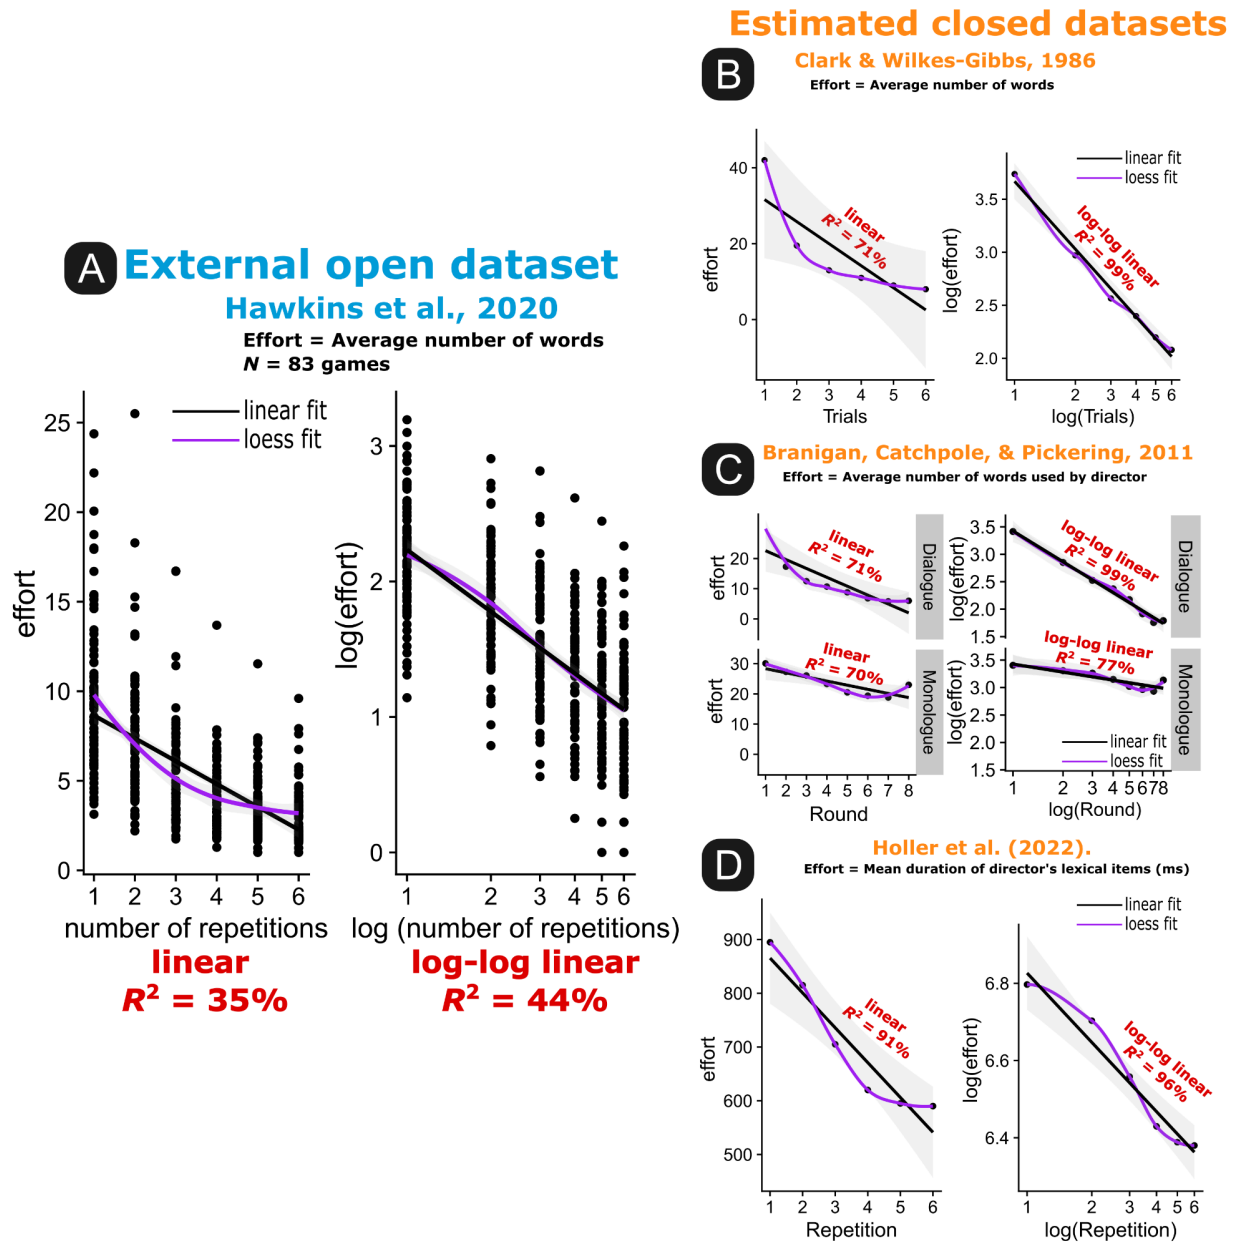 Estimated closed datasets
B
Clark & Wilkes-Gibbs, 1986
Effort = Average number of words
40
20
0
effort
linear
R² = 71%
1 2 3 4 5 6
Trials
linear fit
loess fit
3.5
3.0
2.5
2.0
log(effort)
log-log linear
R² = 99%
1 2 3 4 5 6
log(Trials)
A
External open dataset
Hawkins et al., 2020
Effort = Average number of words
N = 83 games
25
20
15
10
5
0
effort
linear fit
loess fit
1 2 3 4 5 6
number of repetitions
linear
R² = 35%
3
2
1
0
log(effort)
1 2 3 4 5 6
log (number of repetitions)
log-log linear
R² = 44%
C
Branigan, Catchpole, & Pickering, 2011
Effort = Average number of words used by director
20
10
0
effort
linear
R² = 71%
Dialogue
3.5
3.0
2.5
2.0
1.5
log(effort)
log-log linear
R² = 99%
Dialogue
30
20
10
0
effort
linear
R² = 70%
Monologue
1 2 3 4 5 6 7 8
Round
3.5
3.0
2.5
2.0
1.5
log(effort)
log-log linear
R² = 77%
linear fit
loess fit
Monologue
1 2 3 4 5 6 7 8
log(Round)
D
Holler et al. (2022).
Effort = Mean duration of director's lexical items (ms)
900
800
700
600
500
effort
linear
R² = 91%
1 2 3 4 5 6
Repetition
linear fit
loess fit
6.8
6.6
6.4
log(effort)
log-log linear
R² = 96%
1 2 3 4 5 6
log(Repetition)